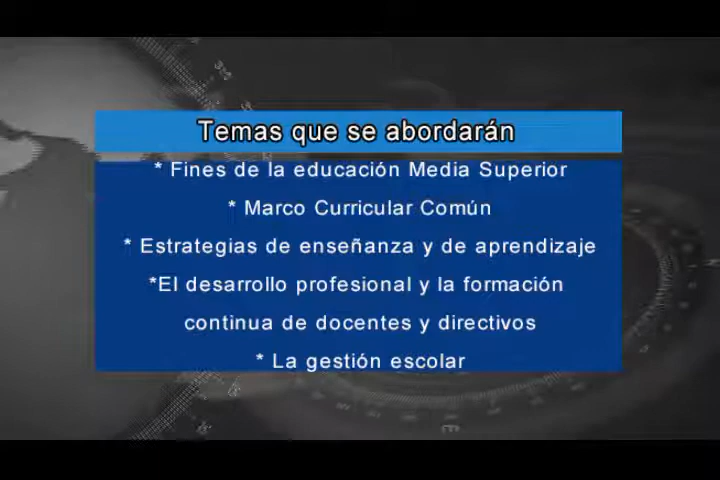 Temas que se abordarán
* Fines de la educación Media Superior
* Marco Curricular Común
* Estrategias de enseñanza y de aprendizaje
*El desarrollo profesional y la formación
continua de docentes y directivos
* La gestión escolar